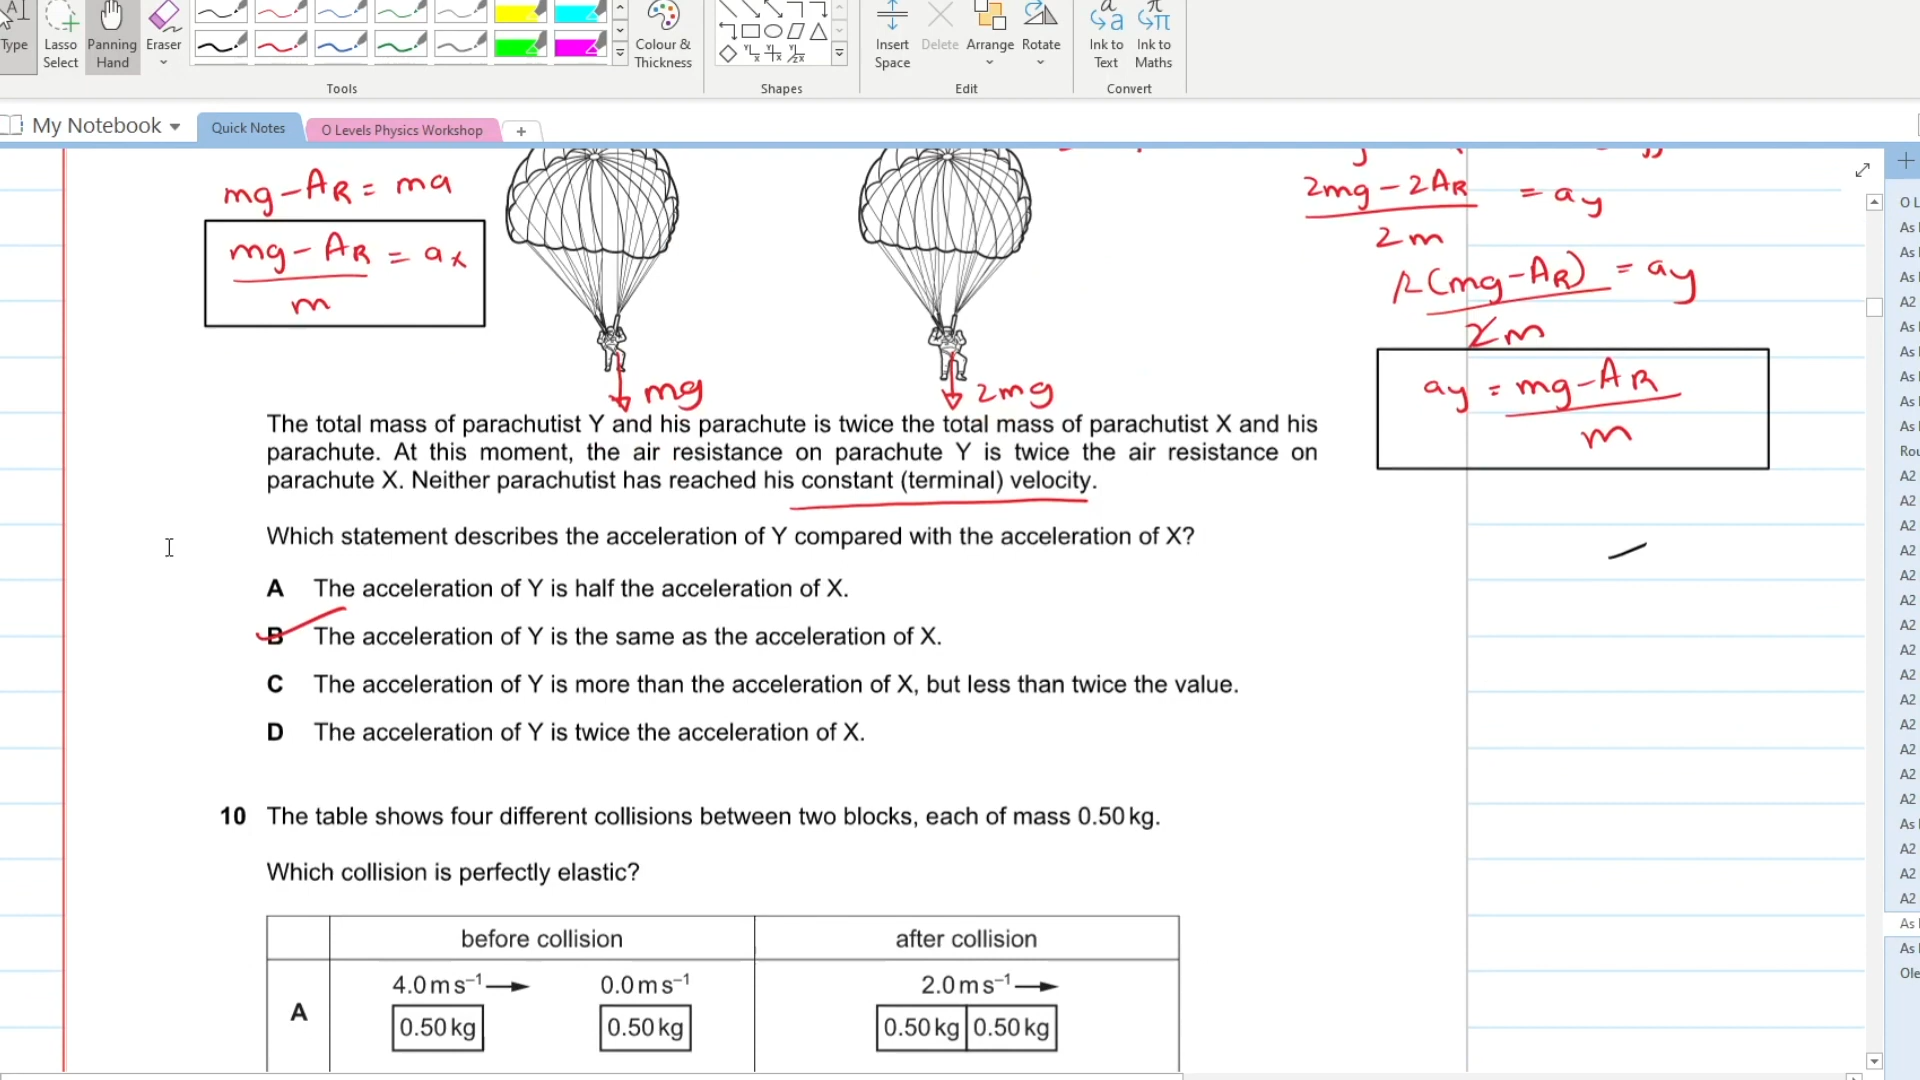 Type
Lasso
Select
Panning
Hand
Eraser
Colour &
Thickness
Insert
Space
Delete
Arrange
Rotate
Ink to
Text
Ink to
Maths
Tools
Shapes
Edit
Convert
My Notebook
Quick Notes
O Levels Physics Workshop
mg - AR = ma
mg - AR = ax
m
2mg - 2AR = ay
2m
2(mg - AR) = ay
2m
ay = mg - AR
m
mg
2mg
The total mass of parachutist Y and his parachute is twice the total mass of parachutist X and his
parachute. At this moment, the air resistance on parachute Y is twice the air resistance on
parachute X. Neither parachutist has reached his constant (terminal) velocity.
Which statement describes the acceleration of Y compared with the acceleration of X?
A The acceleration of Y is half the acceleration of X.
B The acceleration of Y is the same as the acceleration of X.
C The acceleration of Y is more than the acceleration of X, but less than twice the value.
D The acceleration of Y is twice the acceleration of X.
10 The table shows four different collisions between two blocks, each of mass 0.50 kg.
Which collision is perfectly elastic?
before collision after collision
4.0 m s⁻¹ 0.0 m s⁻¹ 2.0 m s⁻¹
A
0.50 kg 0.50 kg 0.50 kg 0.50 kg